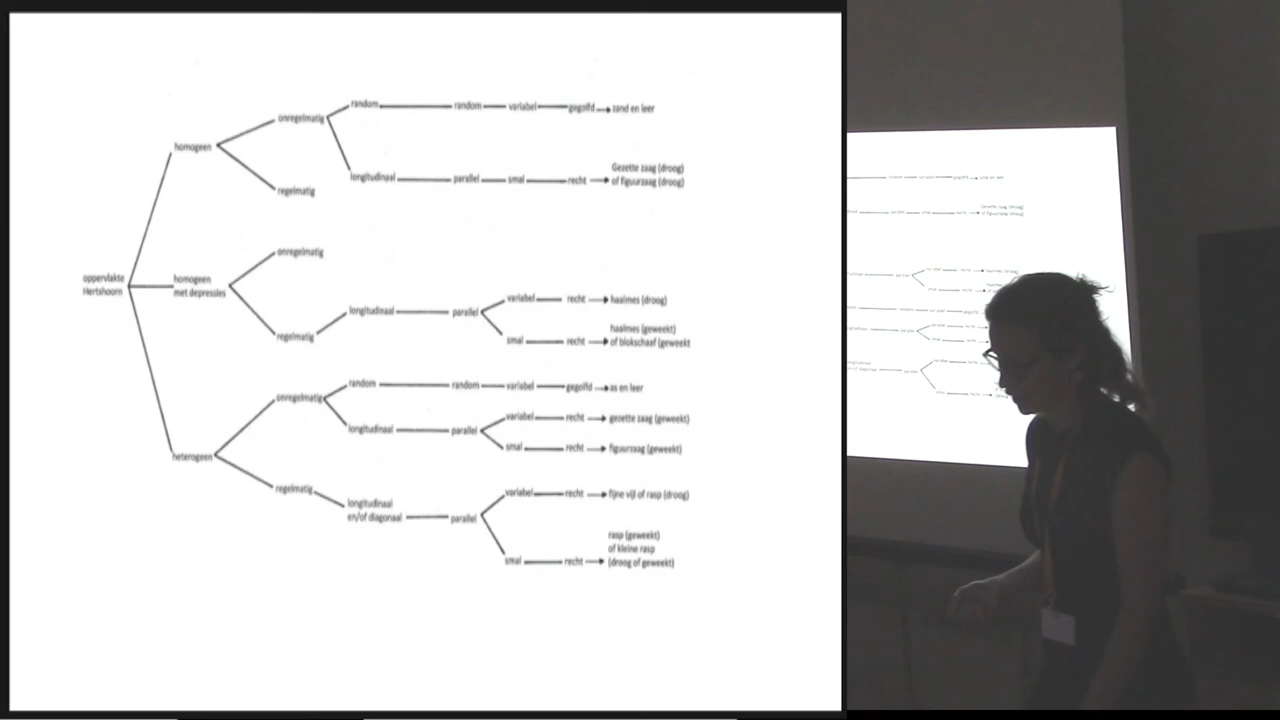 random random variabel gegolfd zand en leer
onregelmatig
homogeen
longitudinaal parallel smal recht Gezette zaag (droog)
of figuurzaag (droog)
regelmatig
onregelmatig
oppervlakte
Hertshoorn
homogeen
met depressies
variabel recht haalmes (droog)
longitudinaal parallel
haalmes (geweekt)
smal recht of blokschaaf (geweekt
regelmatig
random random variabel gegolfd as en leer
onregelmatig
variabel recht gezette zaag (geweekt)
longitudinaal parallel
smal recht figuurzaag (geweekt)
heterogeen
regelmatig
variabel recht fijne vijl of rasp (droog)
longitudinaal
en/of diagonaal parallel
rasp (geweekt)
of kleine rasp
smal recht (droog of geweekt)